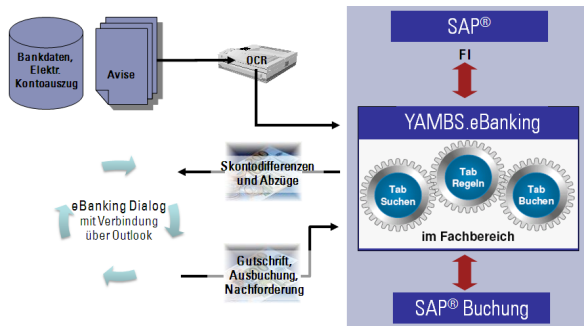 Bankdaten,
Elektr.
Kontoauszug
Avise
OCR
SAP®
FI
YAMBS.eBanking
Tab
Suchen
Tab
Regeln
Tab
Buchen
im Fachbereich
SAP® Buchung
Skontodifferenzen
und Abzüge
eBanking Dialog
mit Verbindung
über Outlook
Gutschrift,
Ausbuchung,
Nachforderung